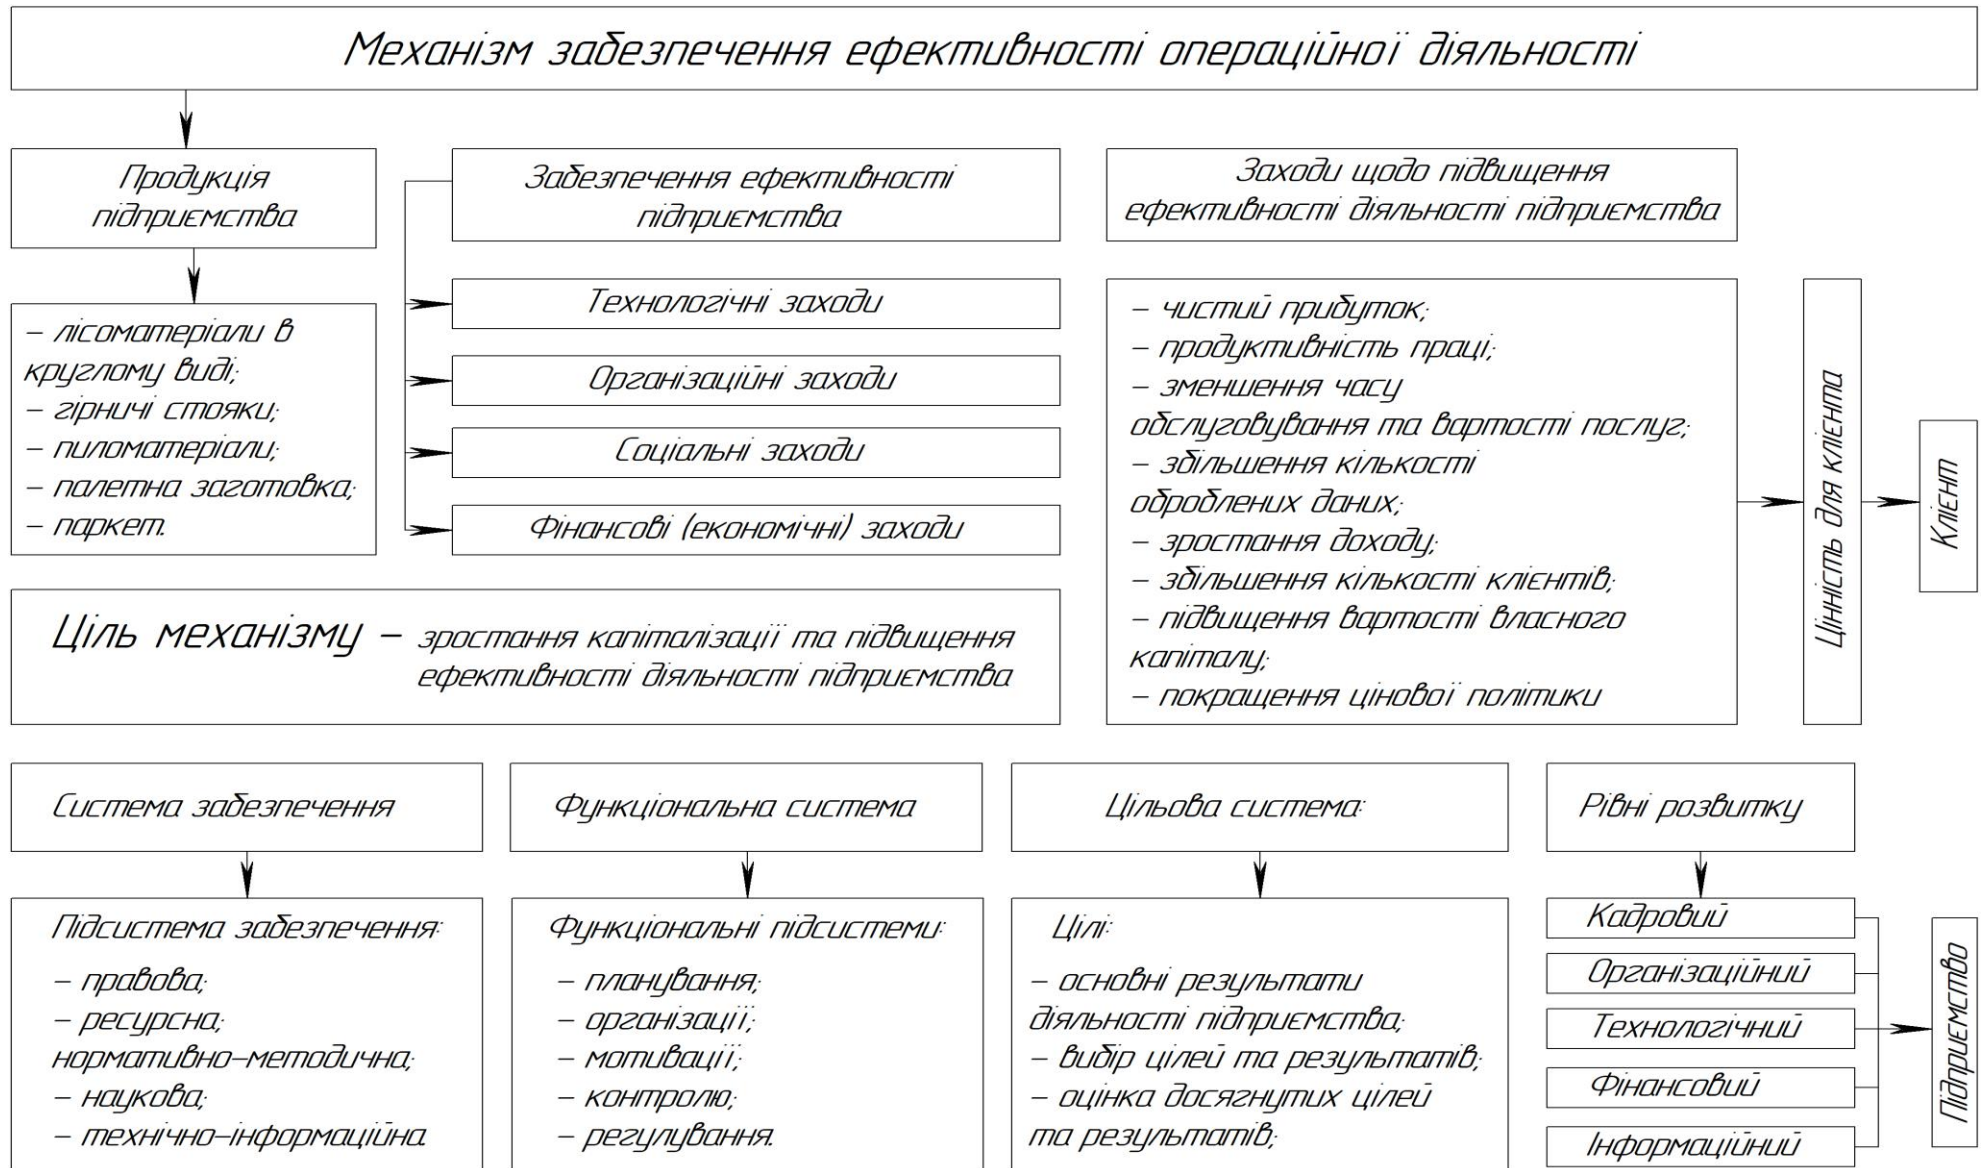 Механізм забезпечення ефективності операційної діяльності
Продукція
підприємства
– лісоматеріали в
круглому виді;
– гірничі стояки;
– пиломатеріали;
– палетна заготовка;
– паркет.
Забезпечення ефективності
підприємства
Технологічні заходи
Організаційні заходи
Соціальні заходи
Фінансові (економічні) заходи
Заходи щодо підвищення
ефективності діяльності підприємства
– чистий прибуток;
– продуктивність праці;
– зменшення часу
обслуговування та вартості послуг;
– збільшення кількості
оброблених даних;
– зростання доходу;
– збільшення кількості клієнтів;
– підвищення вартості власного
капіталу;
– покращення цінової політики
Цінність для клієнта
Клієнт
Ціль механізму – зростання капіталізації та підвищення
ефективності діяльності підприємства
Система забезпечення
Підсистема забезпечення:
– правова;
– ресурсна;
нормативно-методична;
– наукова;
– технічно-інформаційна
Функціональна система
Функціональні підсистеми:
– планування;
– організації;
– мотивації;
– контролю;
– регулування.
Цільова система:
Цілі:
– основні результати
діяльності підприємства;
– вибір цілей та результатів;
– оцінка досягнутих цілей
та результатів;
Рівні розвитку
Кадровий
Організаційний
Технологічний
Фінансовий
Інформаційний
Підприємство